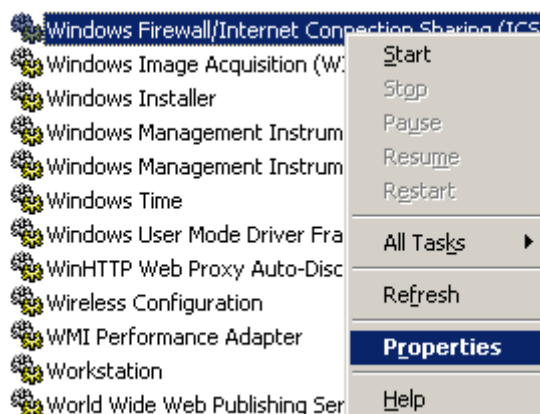 Windows Firewall/Internet Connection Sharing (ICS
Windows Image Acquisition (W
Windows Installer
Windows Management Instrum
Windows Management Instrum
Windows Time
Windows User Mode Driver Fra
WinHTTP Web Proxy Auto-Disc
Wireless Configuration
WMI Performance Adapter
Workstation
World Wide Web Publishing Ser
Start
Stop
Pause
Resume
Restart
All Tasks
Refresh
Properties
Help